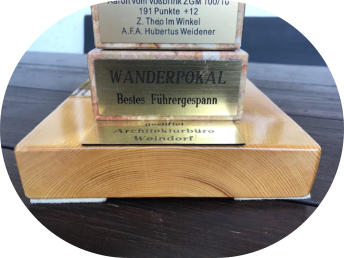 Aaron vom Voßbrink ZGM 100/10
191 Punkte +12
Z. Theo Im Winkel
A.F.A. Hubertus Weidener
WANDERPOKAL
Bestes Führergespann
gestiftet
Architekturbüro
Weindorf